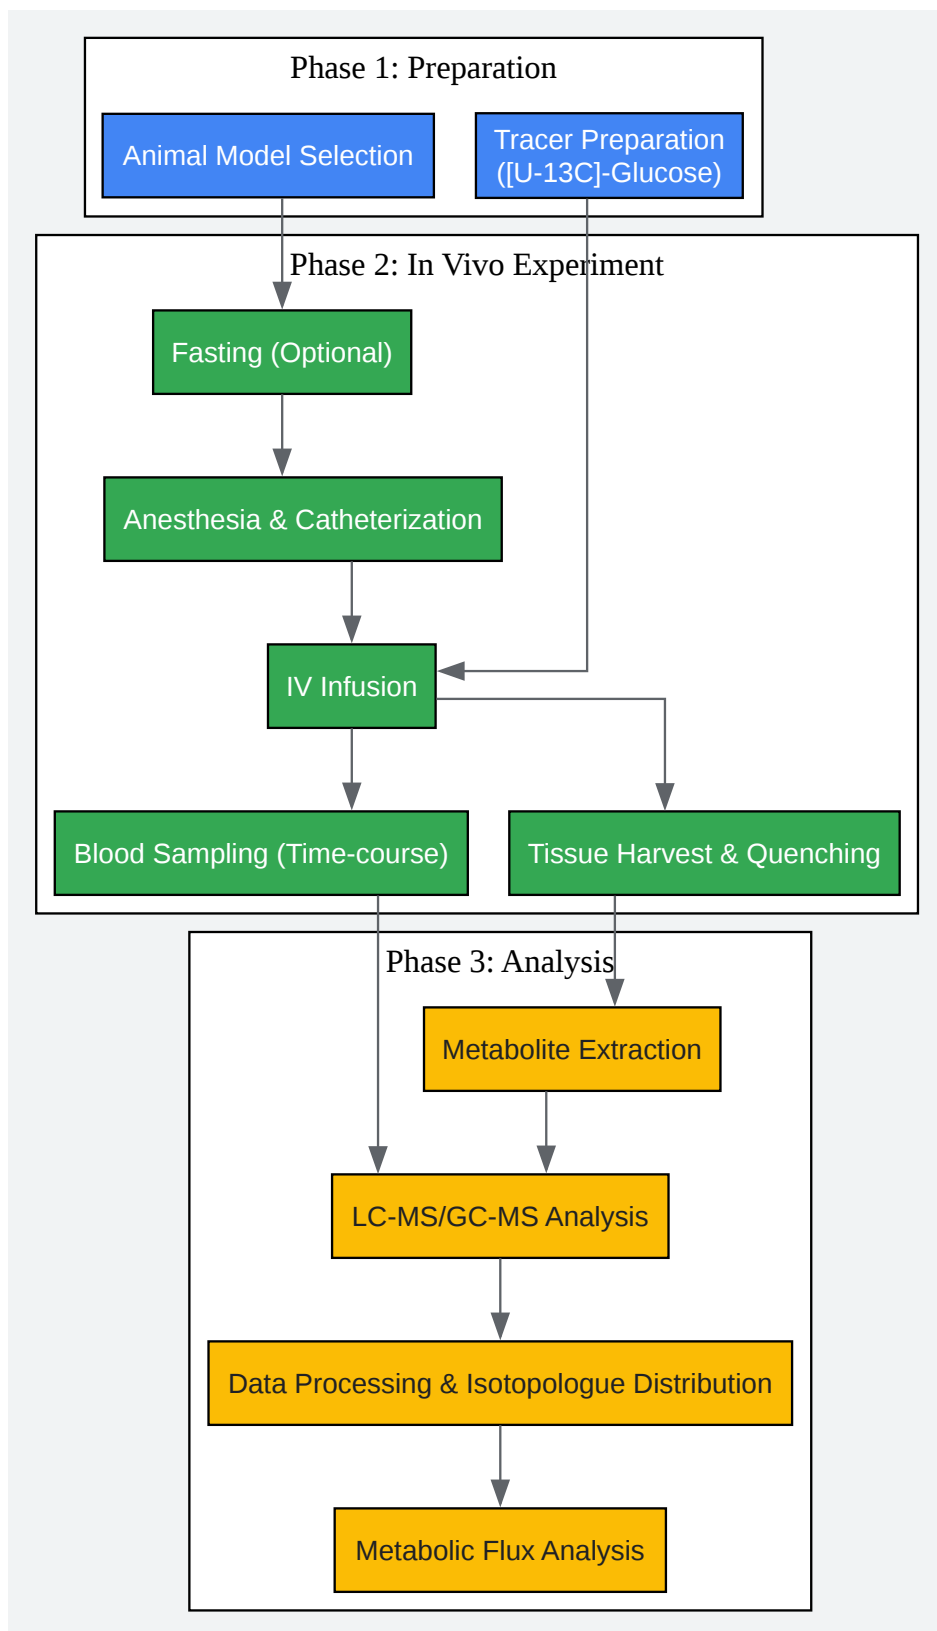 Phase 1: Preparation
Animal Model Selection
Tracer Preparation
([U-13C]-Glucose)
Phase 2: In Vivo Experiment
Fasting (Optional)
Anesthesia & Catheterization
IV Infusion
Blood Sampling (Time-course)
Tissue Harvest & Quenching
Phase 3: Analysis
Metabolite Extraction
LC-MS/GC-MS Analysis
Data Processing & Isotopologue Distribution
Metabolic Flux Analysis